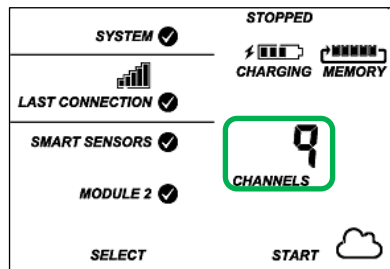 STOPPED
SYSTEM
CHARGING MEMORY
LAST CONNECTION
SMART SENSORS
9
CHANNELS
MODULE 2
SELECT START